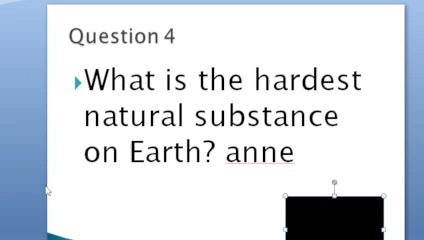 Question 4
What is the hardest
natural substance
on Earth? anne